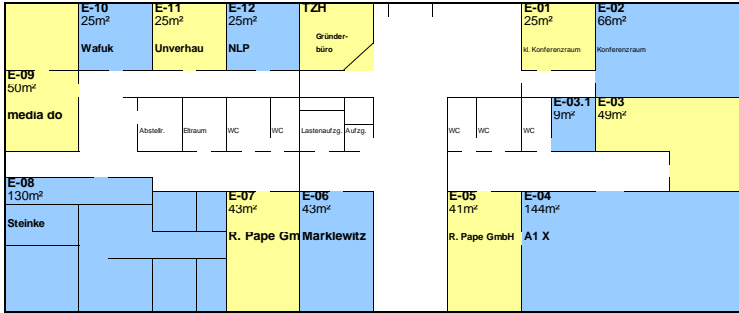 E-10
25m²
Wafuk
E-11
25m²
Unverhau
E-12
25m²
NLP
TZH
Gründer-
büro
E-01
25m²
kl. Konferenzraum
E-02
66m²
Konferenzraum
E-09
50m²
media do
Abstellr.
Eltraum
WC
WC
Lastenaufzg.
Aufzg.
WC
WC
WC
E-03.1
9m²
E-03
49m²
E-08
130m²
Steinke
E-07
43m²
R. Pape Gm
E-06
43m²
Marklewitz
E-05
41m²
R. Pape GmbH
E-04
144m²
A1 X